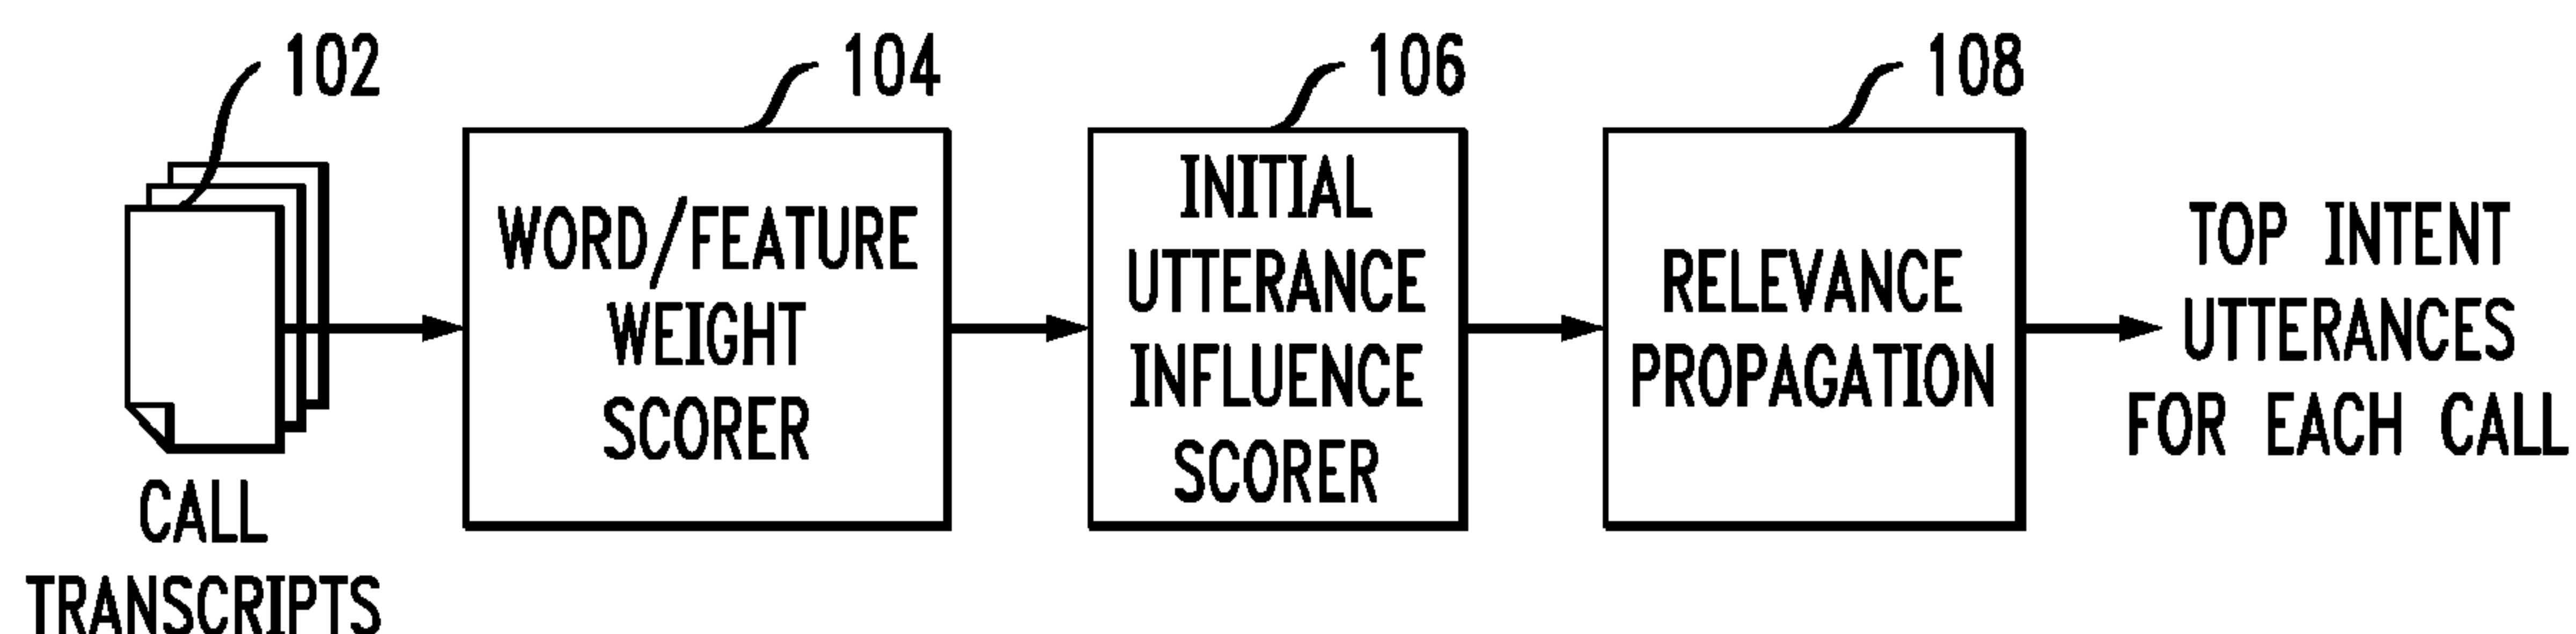 102
104
106
108
CALL
TRANSCRIPTS
WORD/FEATURE
WEIGHT
SCORER
INITIAL
UTTERANCE
INFLUENCE
SCORER
RELEVANCE
PROPAGATION
TOP INTENT
UTTERANCES
FOR EACH CALL